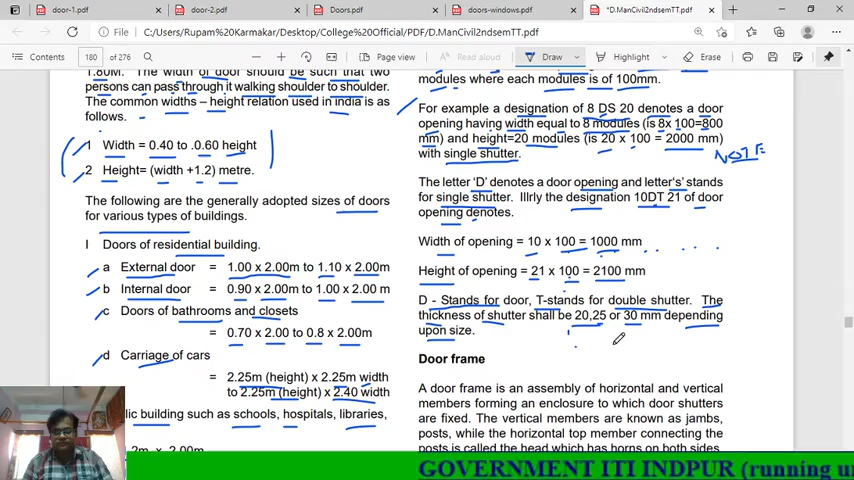 door-1.pdf
door-2.pdf
Doors.pdf
doors-windows.pdf
*D.ManCivil2ndsemTT.pdf
File
C:/Users/Rupam Karmakar/Desktop/College Official/PDF/D.ManCivil2ndsemTT.pdf
Contents
180 of 276
Page view
Draw
Highlight
Erase
1.80M. The width of door should be such that two
persons can pass through it walking shoulder to shoulder.
The common widths – height relation used in india is as
follows.
1 Width = 0.40 to .0.60 height
2 Height= (width +1.2) metre.
The following are the generally adopted sizes of doors
for various types of buildings.
I Doors of residential building.
a External door = 1.00 x 2.00m to 1.10 x 2.00m
b Internal door = 0.90 x 2.00m to 1.00 x 2.00 m
c Doors of bathrooms and closets
= 0.70 x 2.00 to 0.8 x 2.00m
d Carriage of cars
= 2.25m (height) x 2.25m width
to 2.25m (height) x 2.40 width
lic building such as schools, hospitals, libraries,
2m x 2.00m
modules where each modules is of 100mm.
For example a designation of 8 DS 20 denotes a door
opening having width equal to 8 modules (is 8x 100=800
mm) and height=20 modules (is 20 x 100 = 2000 mm)
with single shutter.
NOTE
The letter 'D' denotes a door opening and letter's' stands
for single shutter. Illrly the designation 10DT 21 of door
opening denotes.
Width of opening = 10 x 100 = 1000 mm
Height of opening = 21 x 100 = 2100 mm
D - Stands for door, T-stands for double shutter. The
thickness of shutter shall be 20,25 or 30 mm depending
upon size.
Door frame
A door frame is an assembly of horizontal and vertical
members forming an enclosure to which door shutters
are fixed. The vertical members are known as jambs,
posts, while the horizontal top member connecting the
posts is called the head which has horns on both sides.
GOVERNMENT ITI INDPUR (running un